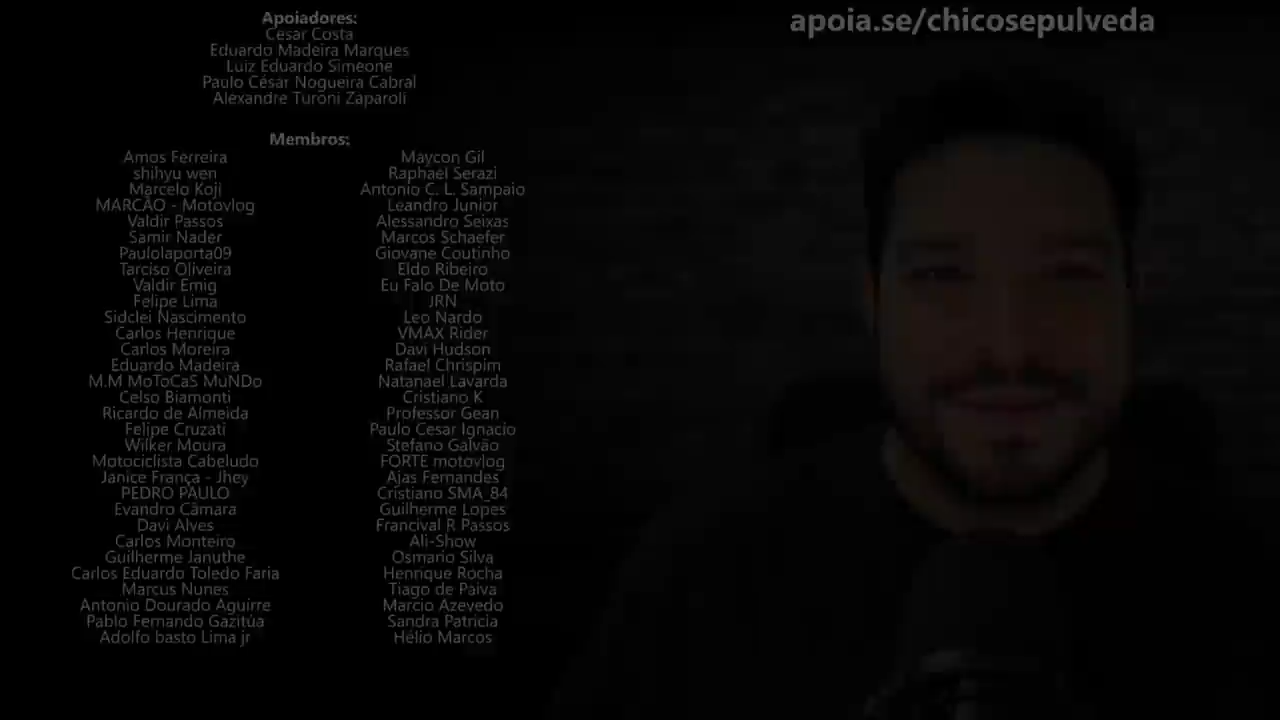 Apoiadores:
Cesar Costa
Eduardo Madeira Marques
Luiz Eduardo Simeone
Paulo César Nogueira Cabral
Alexandre Turoni Zaparoli
Membros:
Amos Ferreira
shihyu wen
Marcelo Koji
MARCÃO - Motovlog
Valdir Passos
Samir Nader
Paulolaporta09
Tarciso Oliveira
Valdir Emig
Felipe Lima
Sidclei Nascimento
Carlos Henrique
Carlos Moreira
Eduardo Madeira
M.M MoToCaS MuNDo
Celso Biamonti
Ricardo de Almeida
Felipe Cruzati
Wilker Moura
Motociclista Cabeludo
Janice França - Jhey
PEDRO PAULO
Evandro Câmara
Davi Alves
Carlos Monteiro
Guilherme Januthe
Carlos Eduardo Toledo Faria
Marcus Nunes
Antonio Dourado Aguirre
Pablo Fernando Gazitúa
Adolfo basto Lima jr
Maycon Gil
Raphael Serazi
Antonio C. L. Sampaio
Leandro Junior
Alessandro Seixas
Marcos Schaefer
Giovane Coutinho
Eldo Ribeiro
Eu Falo De Moto
JRN
Leo Nardo
VMAX Rider
Davi Hudson
Rafael Chrispim
Natanael Lavarda
Cristiano K
Professor Gean
Paulo Cesar Ignacio
Stefano Galvão
FORTE motovlog
Ajas Fernandes
Cristiano SMA_84
Guilherme Lopes
Francival R Passos
Ali-Show
Osmario Silva
Henrique Rocha
Tiago de Paiva
Marcio Azevedo
Sandra Patricia
Hélio Marcos
apoia.se/chicosepulveda